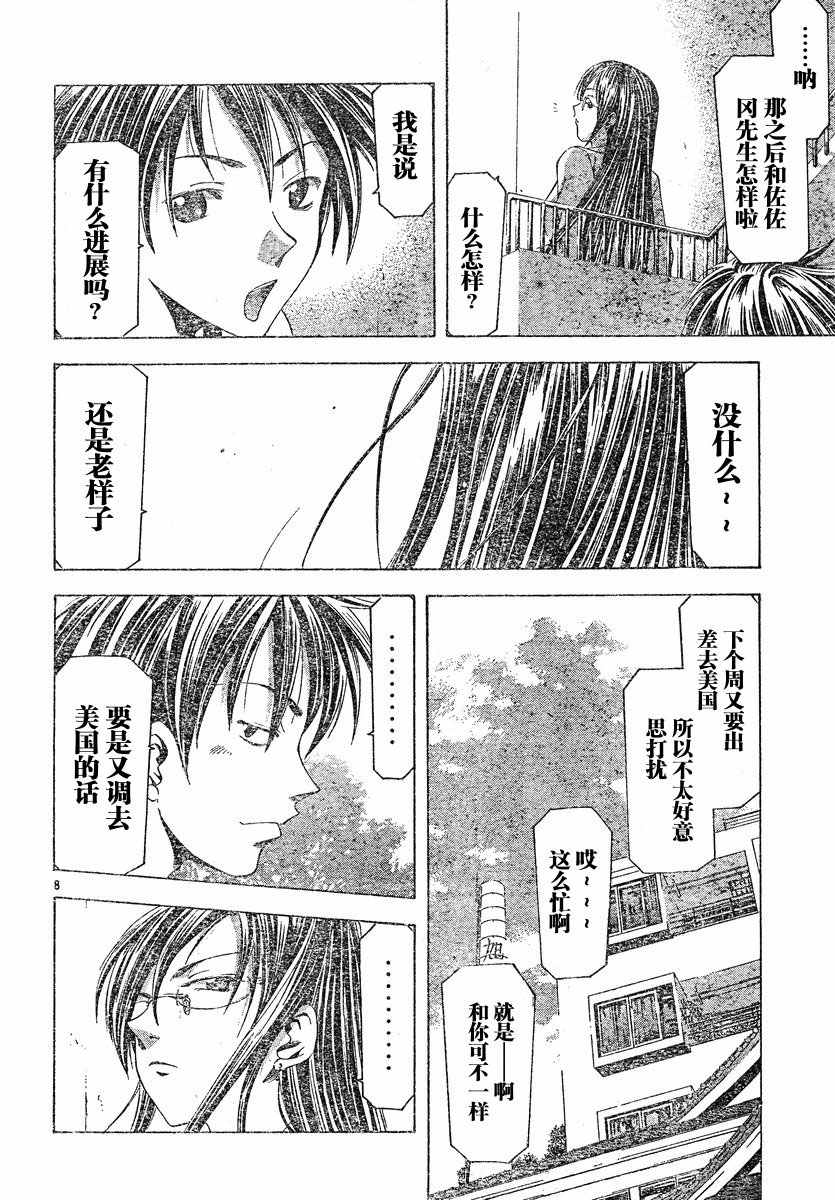 ……呐
那之后和佐佐
冈先生怎样啦
什么怎样？
我是说
有什么进展吗？
没什么~~
还是老样子
下个周又要出
差去美国
所以不太好意
思打扰
哎~~~
这么忙啊
就是——啊
和你可不一样
旭
………
要是又调去
美国的话
………
8